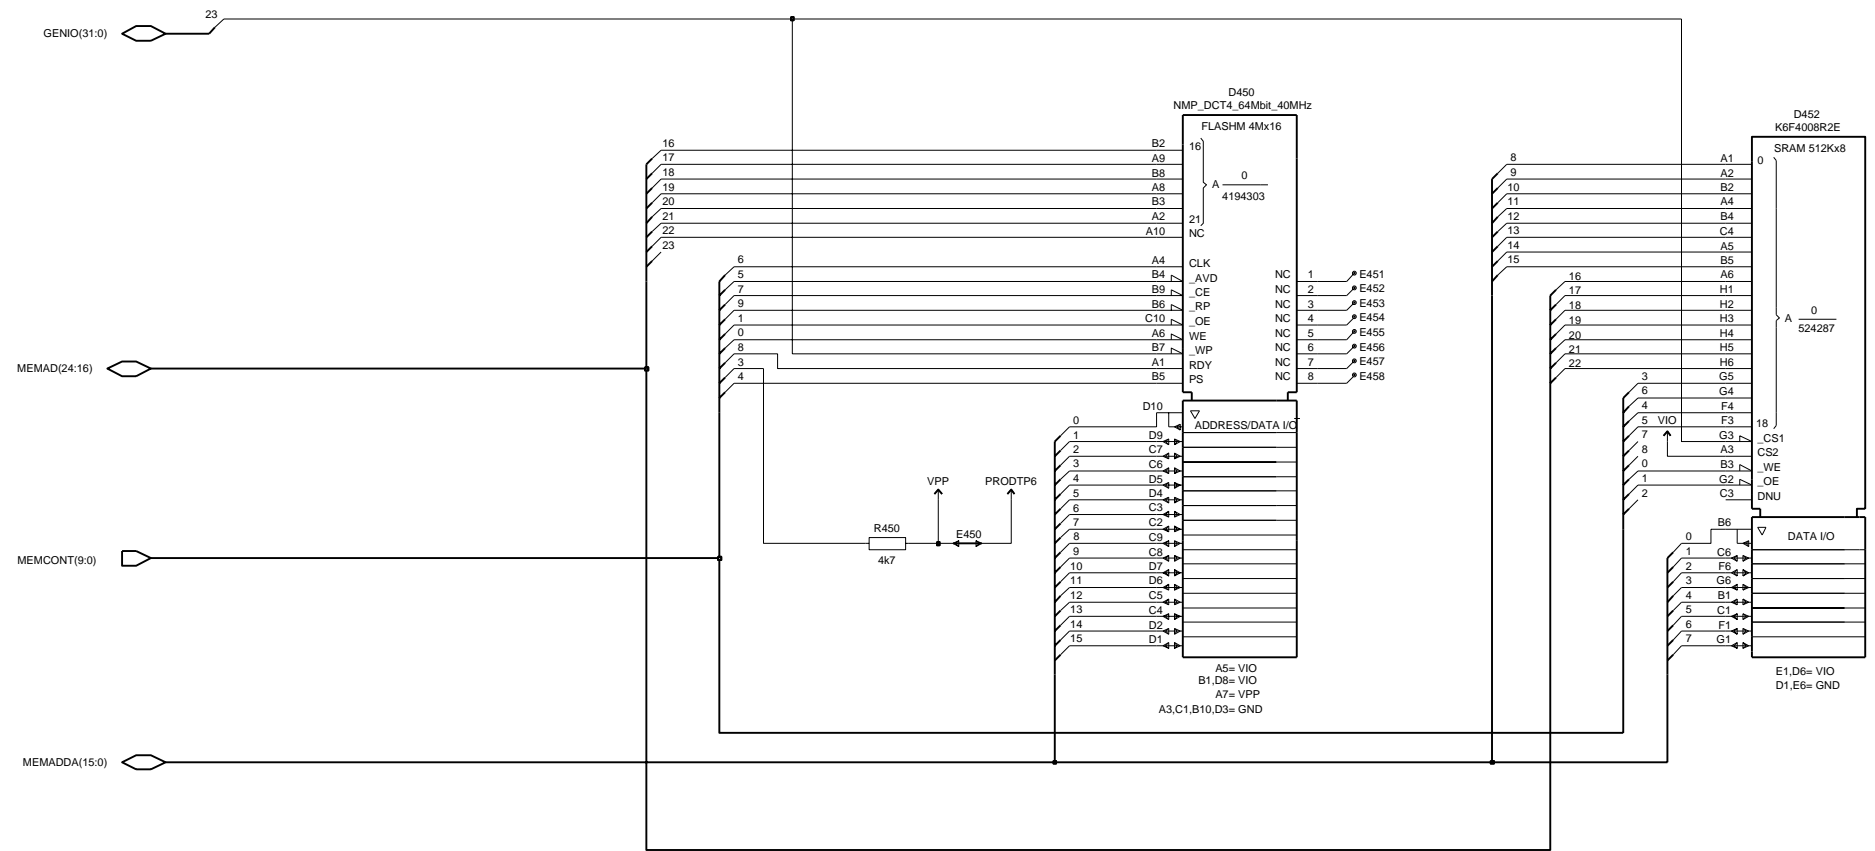 23
GENIO(31:0)
D450
NMP_DCT4_64Mbit_40MHz
FLASHM 4Mx16
16 B2 16
17 A9
18 B8
19 A8
20 B3
21 A2 21
22 A10 NC
23
A 0
4194303
6 A4 CLK
5 B4 _AVD
7 B9 _CE
9 B6 _RP
1 C10 _OE
0 A6 WE
8 B7 _WP
3 A1 RDY
4 B5 PS
NC 1 E451
NC 2 E452
NC 3 E453
NC 4 E454
NC 5 E455
NC 6 E456
NC 7 E457
NC 8 E458
MEMAD(24:16)
D10
ADDRESS/DATA I/O
0
1 D9
2 C7
3 C6
4 D5
5 D4
6 C3
7 C2
8 C9
9 C8
10 D7
11 D6
12 C5
13 C4
14 D2
15 D1
A5= VIO
B1,D8= VIO
A7= VPP
A3,C1,B10,D3= GND
VPP
PRODTP6
R450
4k7
E450
MEMCONT(9:0)
MEMADDA(15:0)
D452
K6F4008R2E
SRAM 512Kx8
8 A1 0
9 A2
10 B2
11 A4
12 B4
13 C4
14 A5
15 B5
16 A6
17 H1
18 H2
19 H3
20 H4
21 H5
22 H6
A 0
524287
3 G5
6 G4
4 F4
5 VIO F3 18
7 G3 _CS1
8 A3 CS2
0 B3 _WE
1 G2 _OE
2 C3 DNU
B6
DATA I/O
0
1 C6
2 F6
3 G6
4 B1
5 C1
6 F1
7 G1
E1,D6= VIO
D1,E6= GND